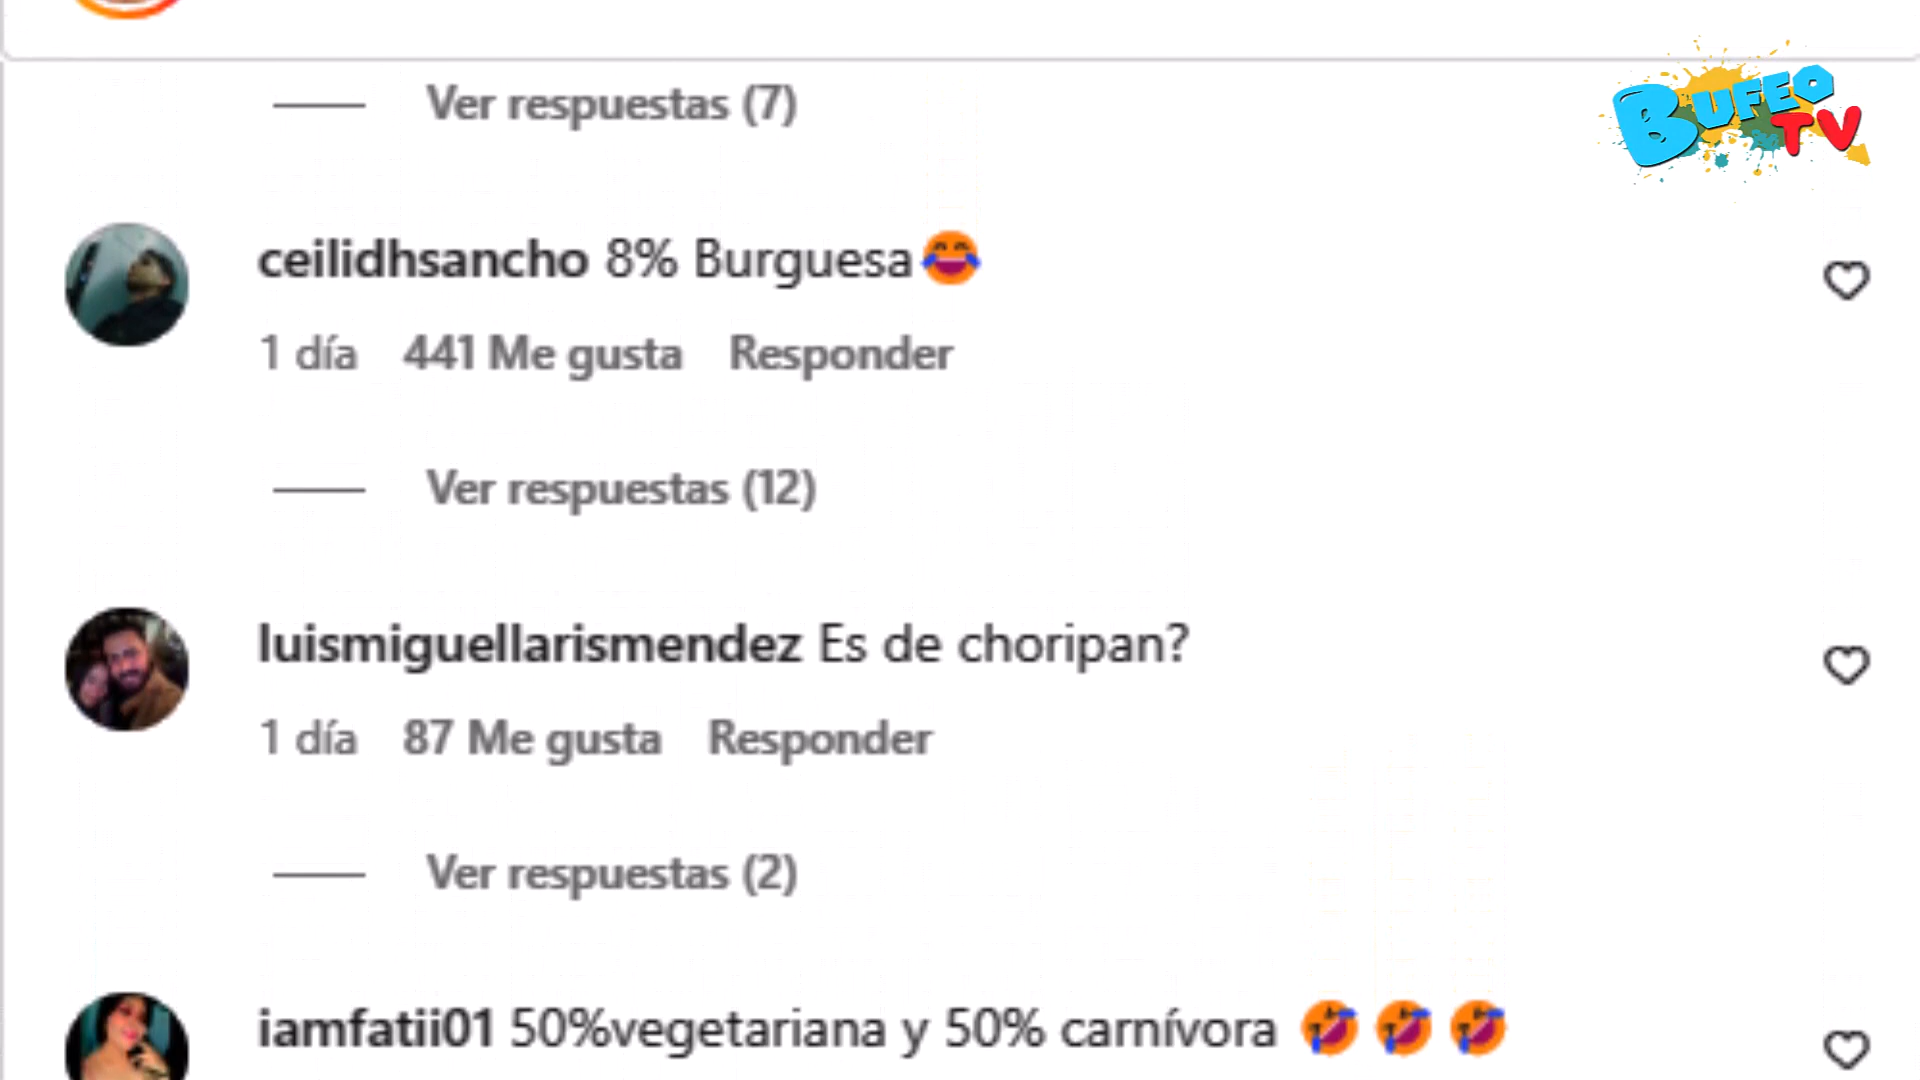 Ver respuestas (7)
BUFEO TV
ceilidhsancho 8% Burguesa😂
1 día 441 Me gusta Responder
Ver respuestas (12)
luismiguellarismendez Es de choripan?
1 día 87 Me gusta Responder
Ver respuestas (2)
iamfatii01 50%vegetariana y 50% carnívora 🤣🤣🤣